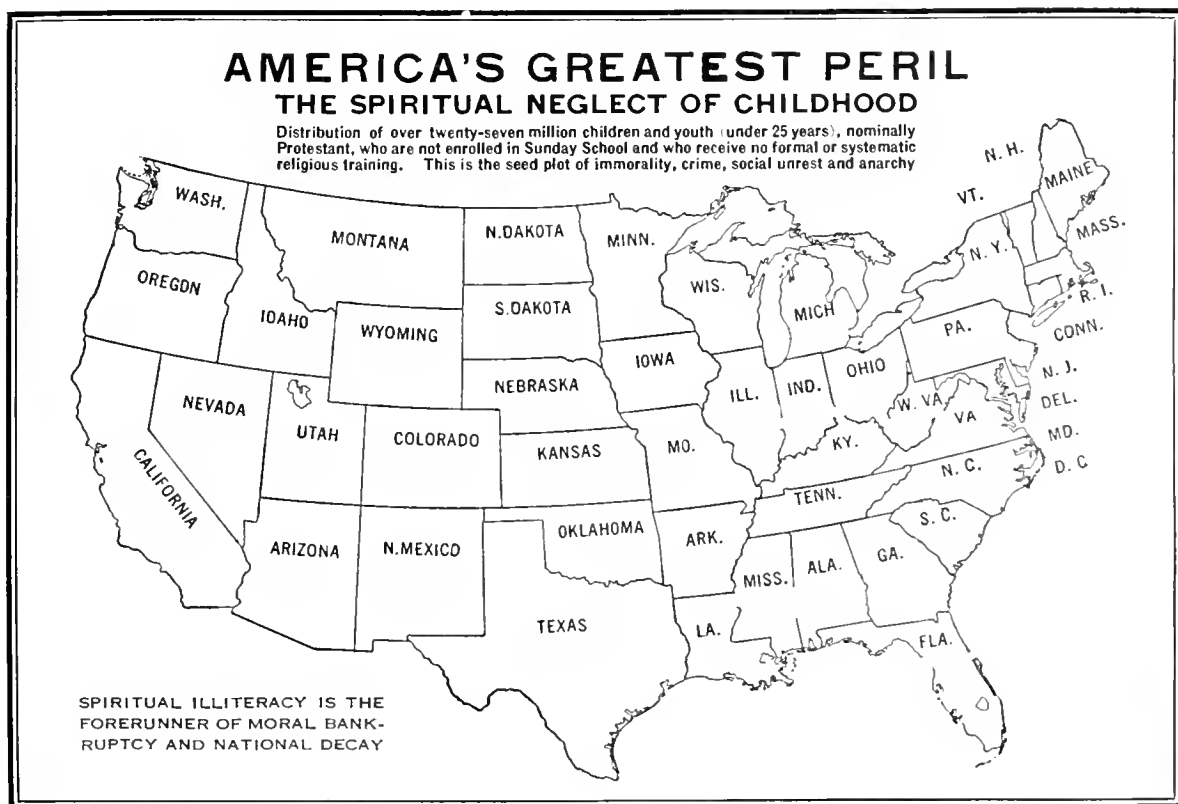 AMERICA'S GREATEST PERIL
THE SPIRITUAL NEGLECT OF CHILDHOOD
Distribution of over twenty-seven million children and youth (under 25 years), nominally
Protestant, who are not enrolled in Sunday School and who receive no formal or systematic
religious training. This is the seed plot of immorality, crime, social unrest and anarchy
N. H.
MAINE
VT.
WASH.
MONTANA
N.DAKOTA
MINN.
N. Y.
MASS.
OREGON
IDAHO
WYOMING
S.DAKOTA
WIS.
MICH
R. I.
PA.
CONN.
IOWA
OHIO
N. J.
NEVADA
UTAH
COLORADO
NEBRASKA
ILL.
IND.
W. VA
VA
DEL.
CALIFORNIA
KANSAS
MO.
KY.
MD.
N. C.
D. C
TENN.
ARIZONA
N.MEXICO
OKLAHOMA
ARK.
S. C.
MISS.
ALA.
GA.
TEXAS
LA.
FLA.
SPIRITUAL ILLITERACY IS THE
FORERUNNER OF MORAL BANK-
RUPTCY AND NATIONAL DECAY